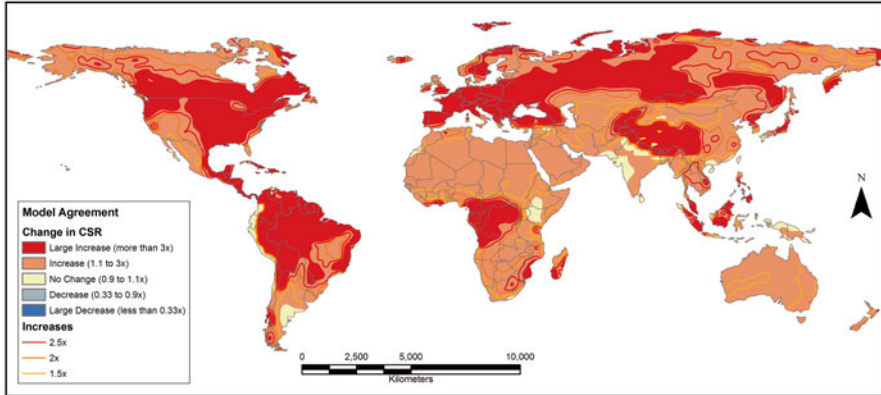 N
Model Agreement
Change in CSR
Large Increase (more than 3x)
Increase (1.1 to 3x)
No Change (0.9 to 1.1x)
Decrease (0.33 to 0.9x)
Large Decrease (less than 0.33x)
Increases
2.5x
2x
1.5x
0 2,500 5,000 10,000
Kilometers